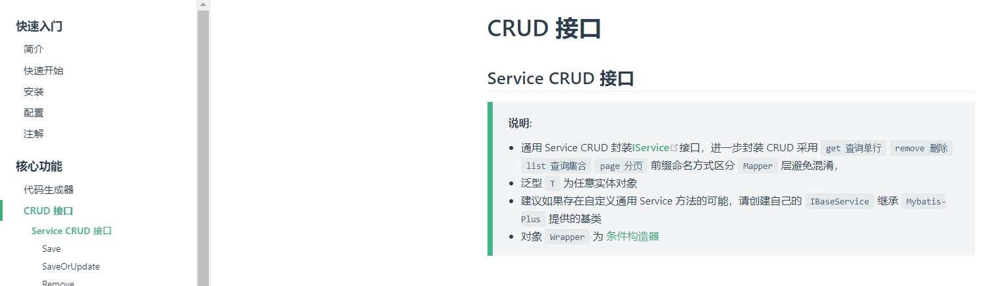 快速入门
简介
快速开始
安装
配置
注解
核心功能
代码生成器
CRUD 接口
Service CRUD 接口
Save
SaveOrUpdate
Remove
CRUD 接口
Service CRUD 接口
说明:
通用 Service CRUD 封装IService接口，进一步封装 CRUD 采用 get 查询单行 remove 删除
list 查询集合 page 分页 前缀命名方式区分 Mapper 层避免混淆，
泛型 T 为任意实体对象
建议如果存在自定义通用 Service 方法的可能，请创建自己的 IBaseService 继承 Mybatis-
Plus 提供的基类
对象 Wrapper 为 条件构造器